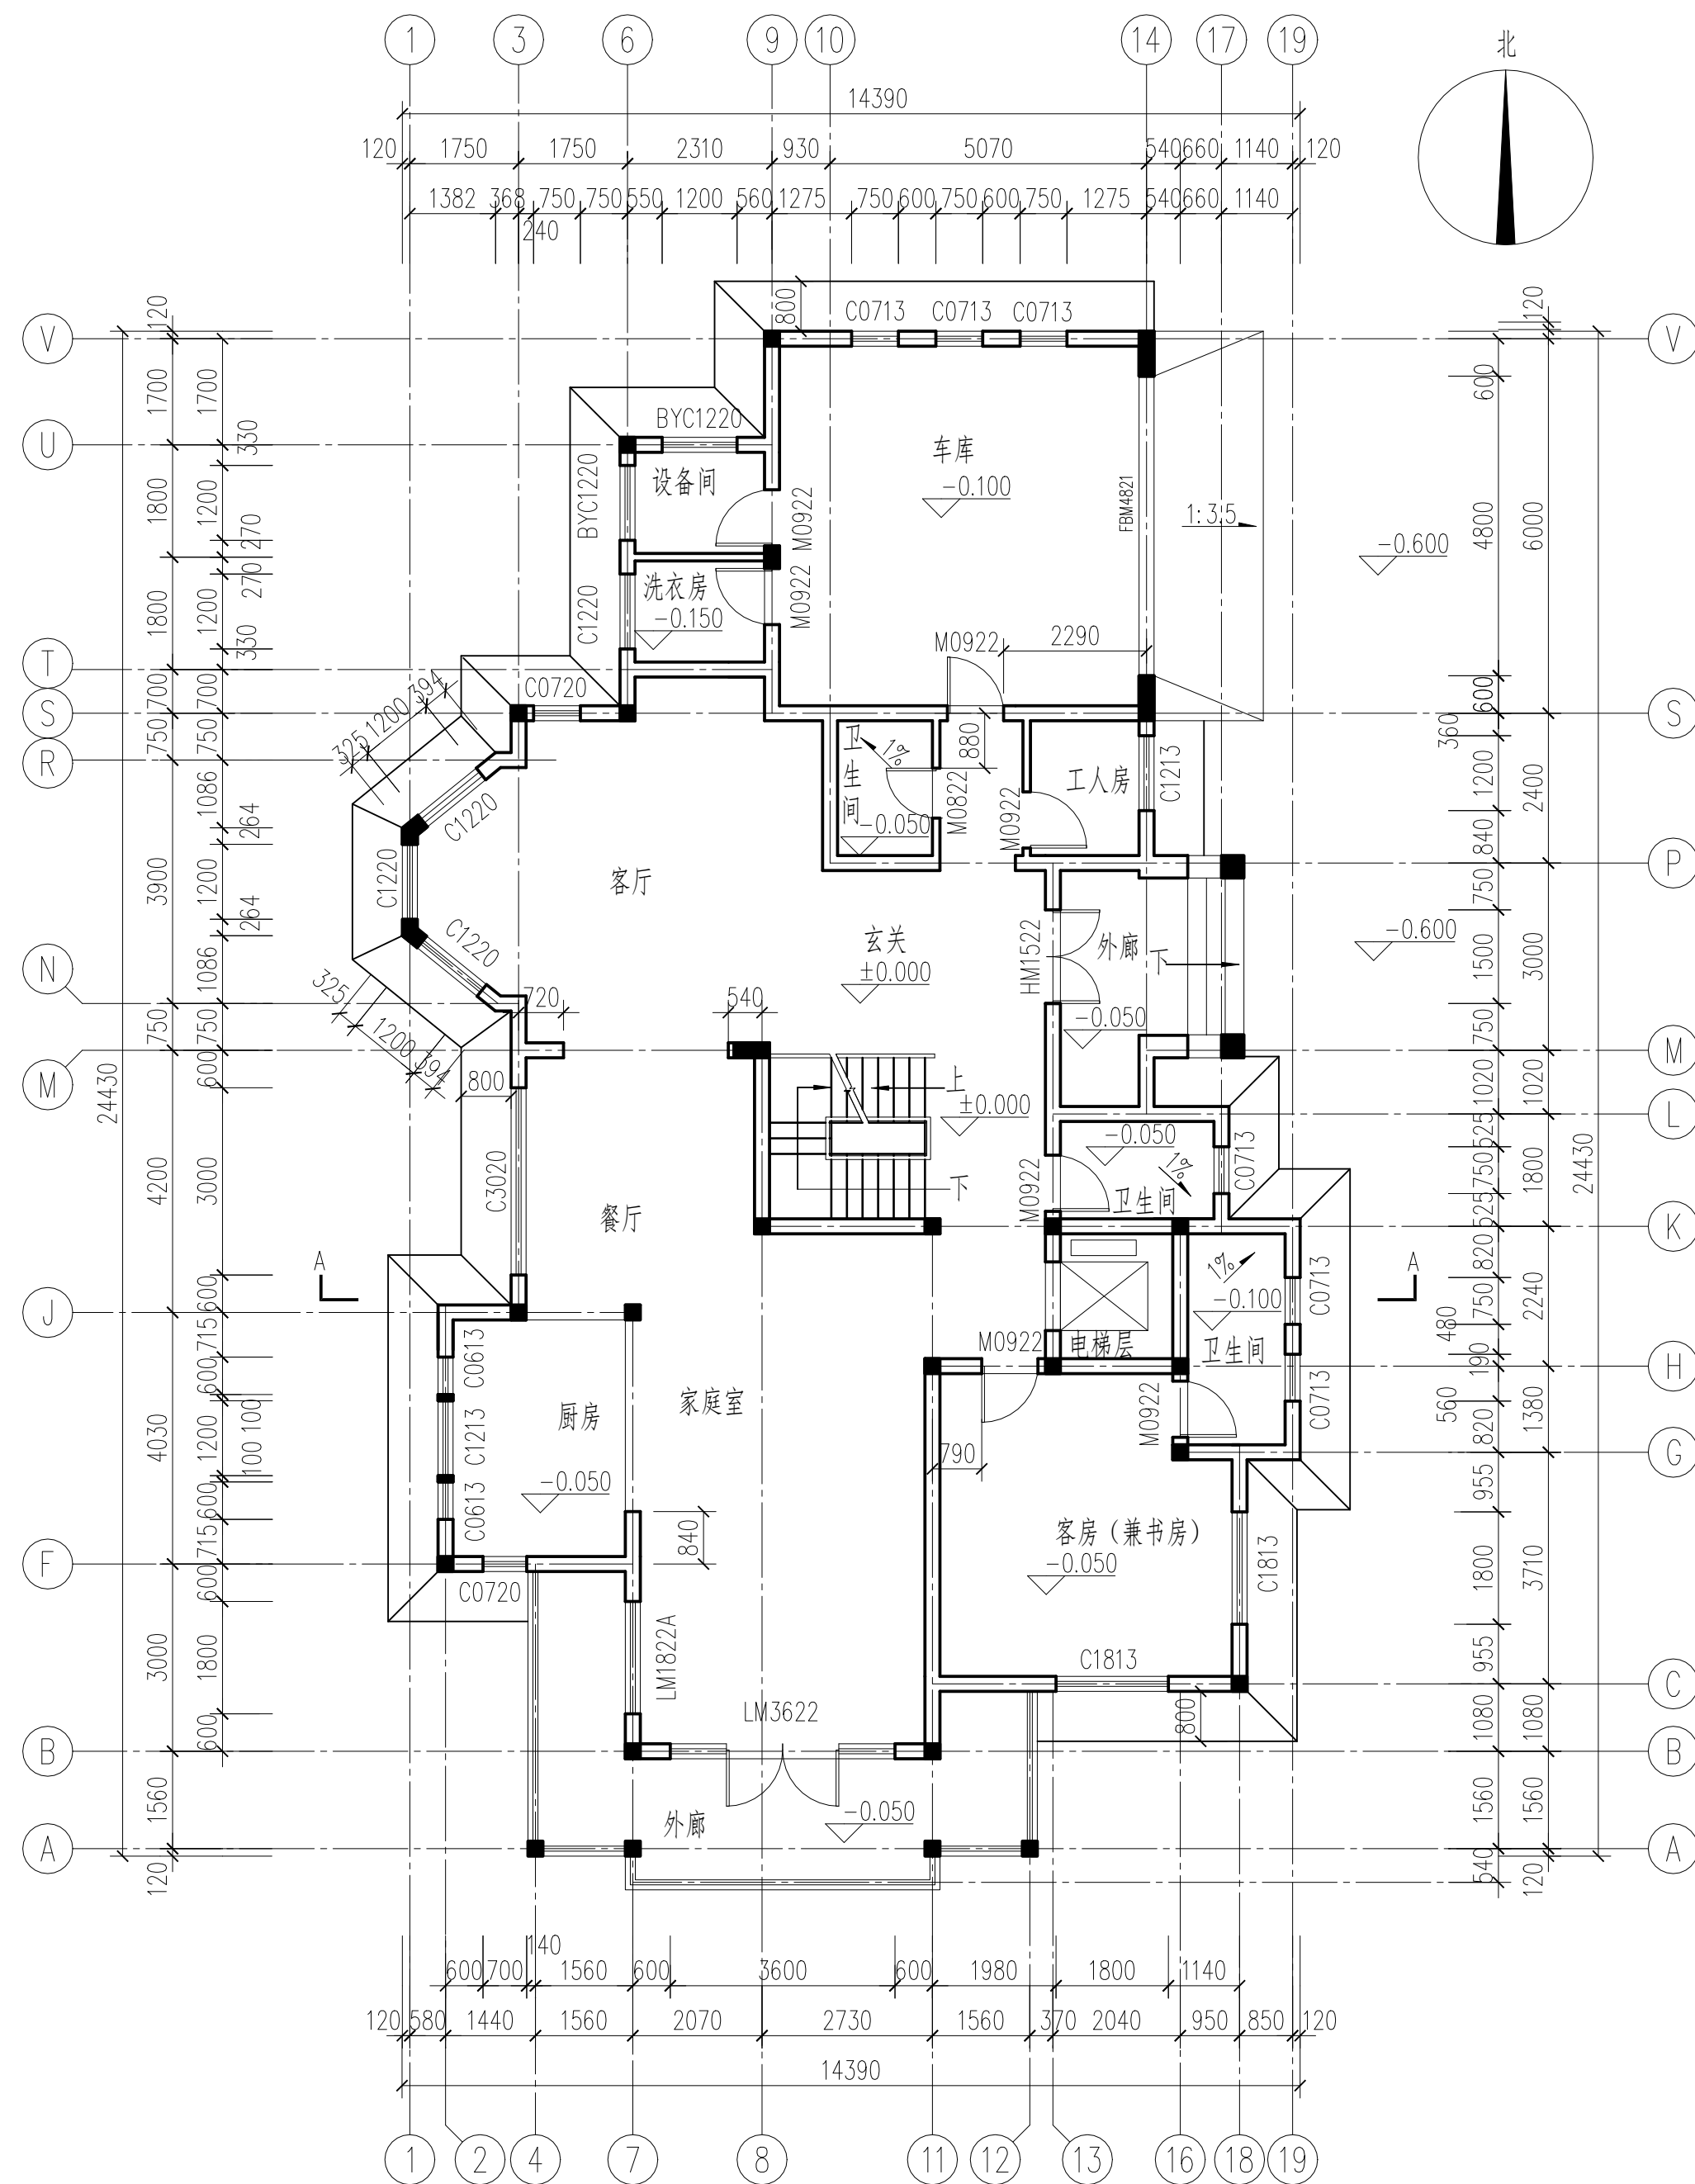 1 3 6 9 10 14 17 19
北
14390
120 1750 1750 2310 930 5070 540 660 1140 120
1382 368 750 750 550 1200 560 1275 750 600 750 600 750 1275 540 660 1140
240
V
U
T
S
R
N
M
J
F
B
A
120
1700
1800
1800
700
750
3900
750
4200
4030
3000
1560
120
24430
1700
330
1200
270
270
1200
330
700
750
1086
264
1200
264
1086
750
600
3000
600
715
600
100
1200
100
600
715
600
1800
600
800
C0713 C0713 C0713
BYC1220
设备间
BYC1220
M0922
车库
-0.100
FBM4821
1:3.5
-0.600
洗衣房
-0.150
C1220
M0922
M0922
2290
C0720
394
1200
325
C1220
C1220
C1220
325
1200
394
卫生间
1%
-0.050
880
M0822
M0922
工人房
C1213
客厅
玄关
±0.000
HM1522
外廊
下
-0.050
-0.600
720
540
800
上
±0.000
下
C3020
餐厅
-0.050
1%
卫生间
C0713
M0922
A
A
1%
-0.100
卫生间
C0713
C0713
电梯层
M0922
M0922
790
C0613
C1213
C0613
厨房
-0.050
家庭室
840
C0720
LM1822A
LM3622
客房（兼书房）
-0.050
C1813
C1813
800
外廊
-0.050
120
600
4800
600
360
1200
840
750
1500
750
1020
525
750
525
820
750
480
190
560
820
955
1800
955
1080
1560
540
6000
2400
3000
1020
1800
2240
1380
3710
1080
1560
120
24430
V
S
P
M
L
K
H
G
C
B
A
140
600 700 1560 600 3600 600 1980 1800 1140
120 580 1440 1560 2070 2730 1560 370 2040 950 850 120
14390
1 2 4 7 8 11 12 13 16 18 19